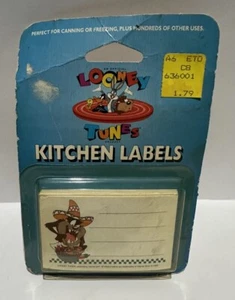 PERFECT FOR CANNING OR FREEZING, PLUS HUNDREDS OF OTHER USES.
A6 ETD
CB
636001
1.79
LOONEY
TUNES
KITCHEN LABELS